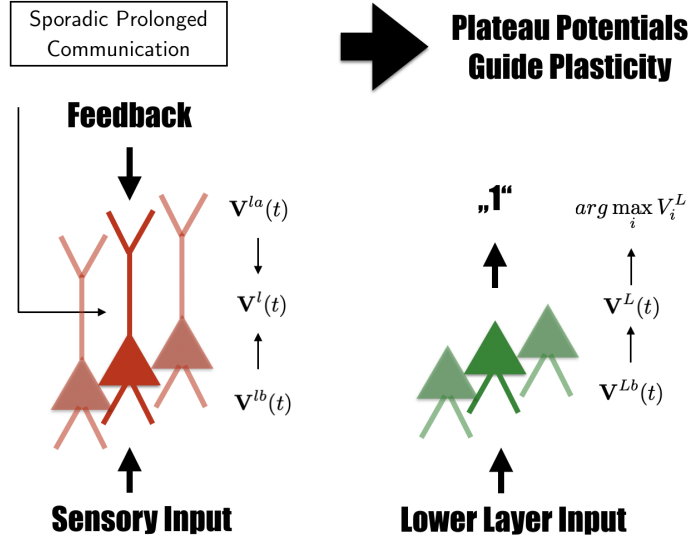 Sporadic Prolonged
Communication
Plateau Potentials
Guide Plasticity
Feedback
V^{la}(t)
V^{l}(t)
V^{lb}(t)
Sensory Input
„1“
arg max_i V_i^L
V^{L}(t)
V^{Lb}(t)
Lower Layer Input